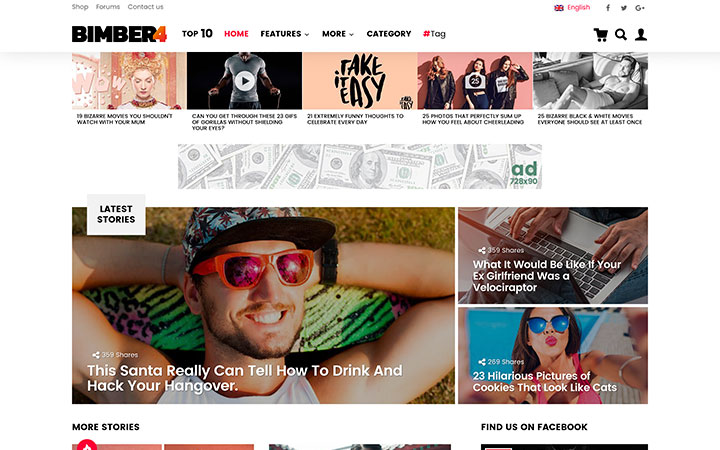 Shop Forums Contact us
English
BIMBER4
TOP 10 HOME FEATURES MORE CATEGORY #Tag
WOW
TAKE
iT
EASY
25
19 BIZARRE MOVIES YOU SHOULDN'T
WATCH WITH YOUR MUM
CAN YOU GET THROUGH THESE 23 GIFS
OF GORILLAS WITHOUT SHIELDING
YOUR EYES?
21 EXTREMELY FUNNY THOUGHTS TO
CELEBRATE EVERY DAY
25 PHOTOS THAT PERFECTLY SUM UP
HOW YOU FEEL ABOUT CHEERLEADING
25 BIZARRE BLACK & WHITE MOVIES
EVERYONE SHOULD SEE AT LEAST ONCE
ad
728x90
LATEST
STORIES
359 Shares
This Santa Really Can Tell How To Drink And
Hack Your Hangover.
359 Shares
What It Would Be Like If Your
Ex Girlfriend Was a
Velociraptor
269 Shares
23 Hilarious Pictures of
Cookies That Look Like Cats
MORE STORIES
FIND US ON FACEBOOK